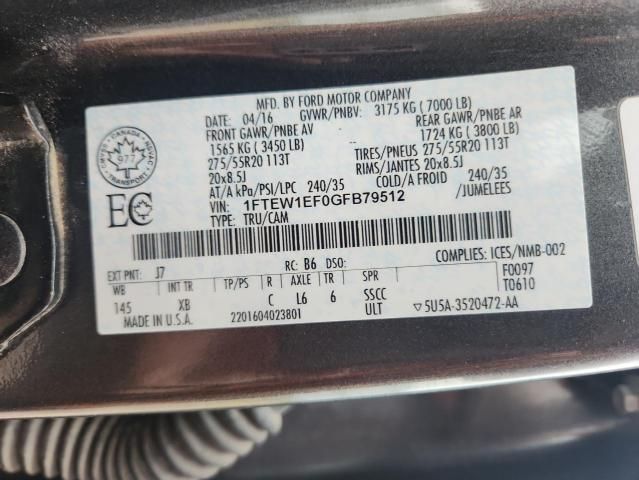 MFD. BY FORD MOTOR COMPANY
DATE: 04/16 GVWR/PNBV: 3175 KG ( 7000 LB)
FRONT GAWR/PNBE AV REAR GAWR/PNBE AR
1565 KG ( 3450 LB) 1724 KG ( 3800 LB)
275/55R20 113T TIRES/PNEUS 275/55R20 113T
20x8.5J RIMS/JANTES 20x8.5J
AT/A kPa/PSI/LPC 240/35 COLD/A FROID 240/35
VIN: 1FTEW1EF0GFB79512 /JUMELEES
TYPE: TRU/CAM
CANADA
977
TRANSPORT
EC
COMPLIES: ICES/NMB-002
EXT PNT: J7 RC: B6 DSO: F0097
WB INT TR TP/PS R AXLE TR SPR T0610
145 XB C L6 6 SSCC
MADE IN U.S.A. 2201604023801 ULT ▽5U5A-3520472-AA